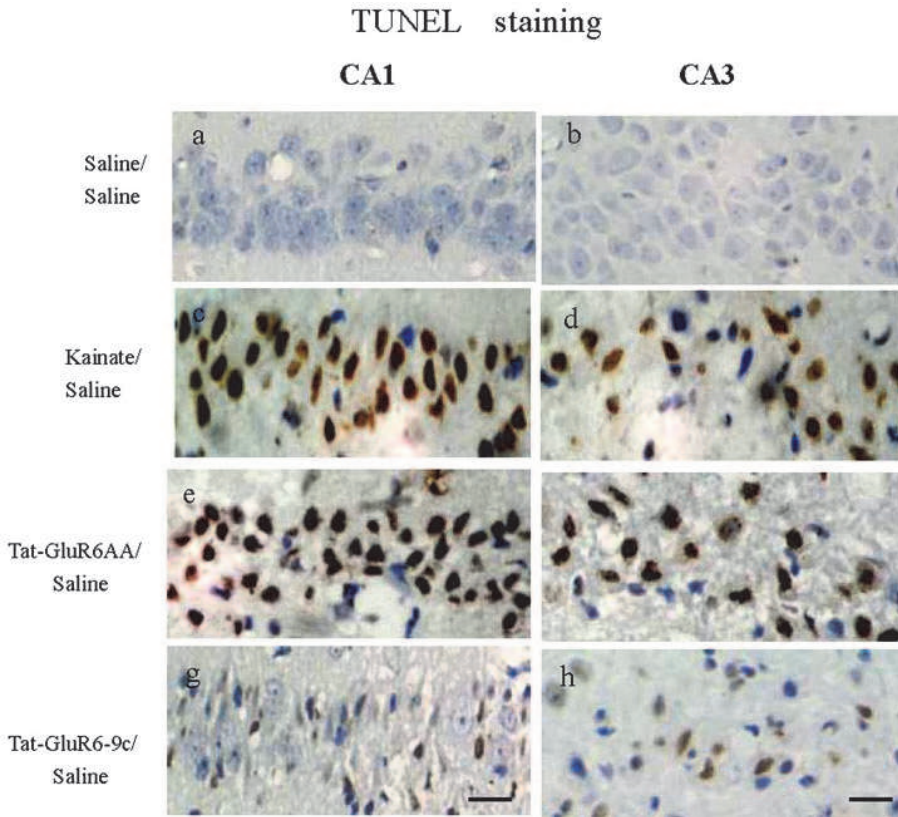 TUNEL staining
CA1 CA3
a b
Saline/
Saline
c d
Kainate/
Saline
e f
Tat-GluR6AA/
Saline
g h
Tat-GluR6-9c/
Saline